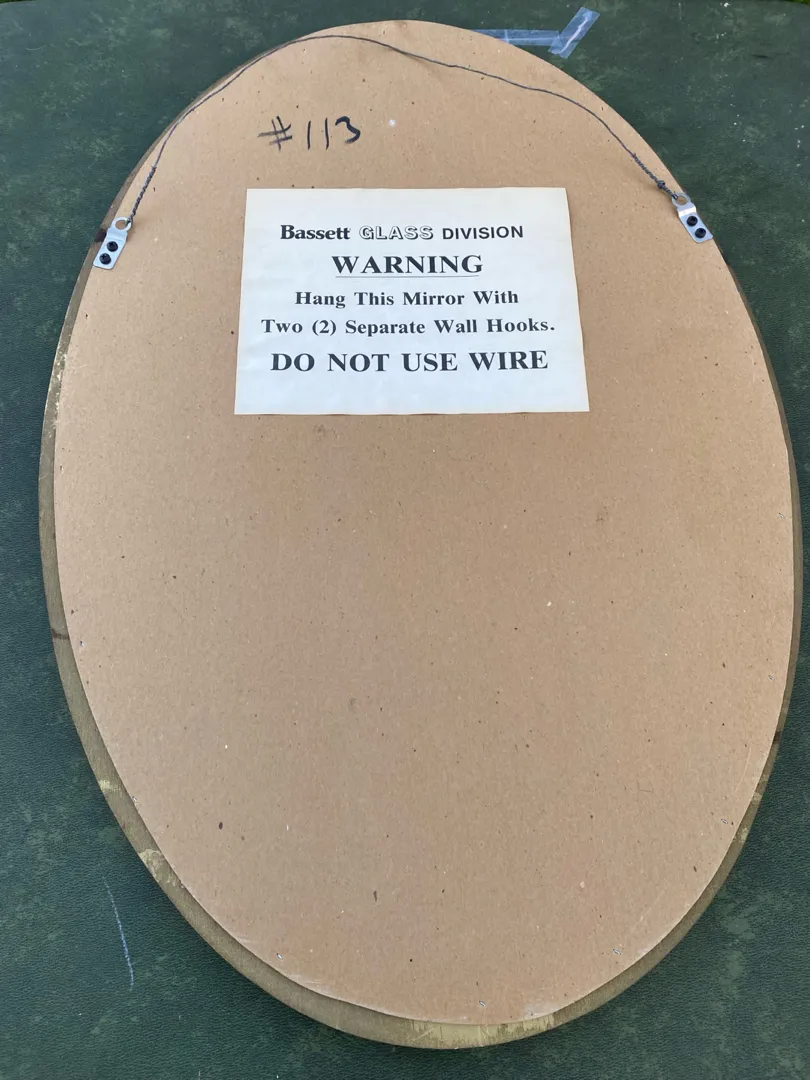 #113
Bassett GLASS DIVISION
WARNING
Hang This Mirror With
Two (2) Separate Wall Hooks.
DO NOT USE WIRE